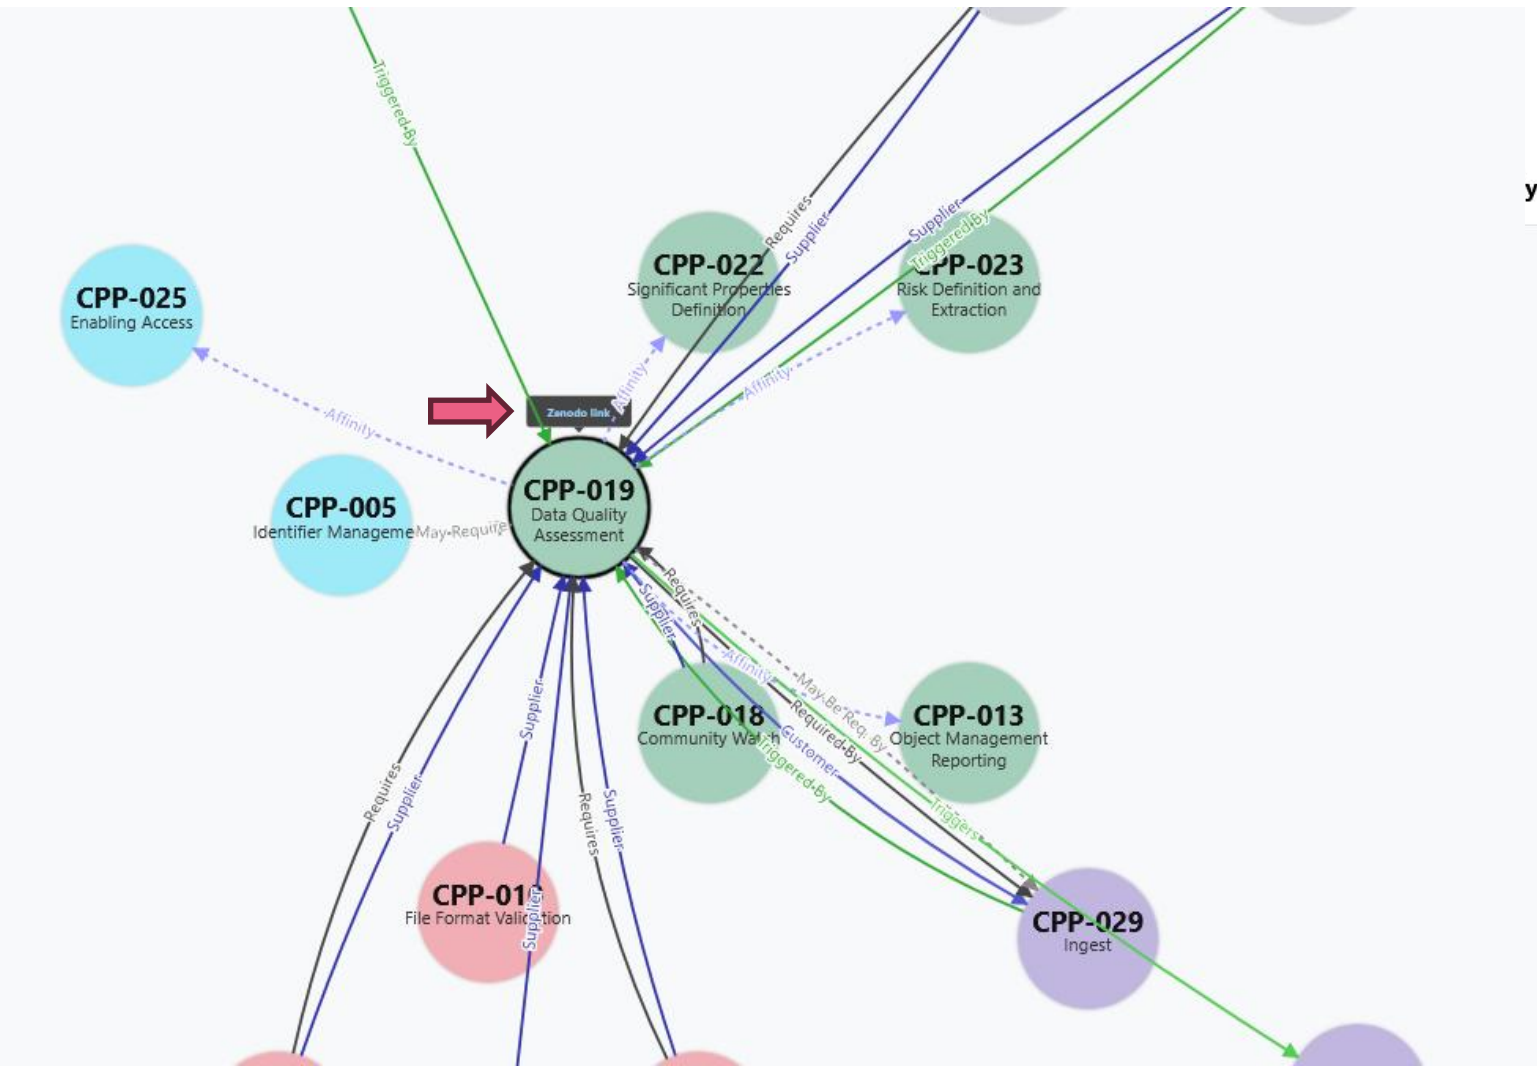 Triggered By
y
Requires
Supplier
Supplier
Triggered By
CPP-022
Significant Properties
Definition
CPP-023
Risk Definition and
Extraction
CPP-025
Enabling Access
Affinity
Affinity
Affinity
Zenodo link
CPP-019
Data Quality
Assessment
CPP-005
Identifier Manageme
May Require
Requires
Supplier
Affinity
May Be Req. By
Required By
Customer
Triggered By
Triggers
CPP-018
Community Watch
CPP-013
Object Management
Reporting
Supplier
Requires
Supplier
Requires
Supplier
File Format Validation
Supplier
CPP-029
Ingest